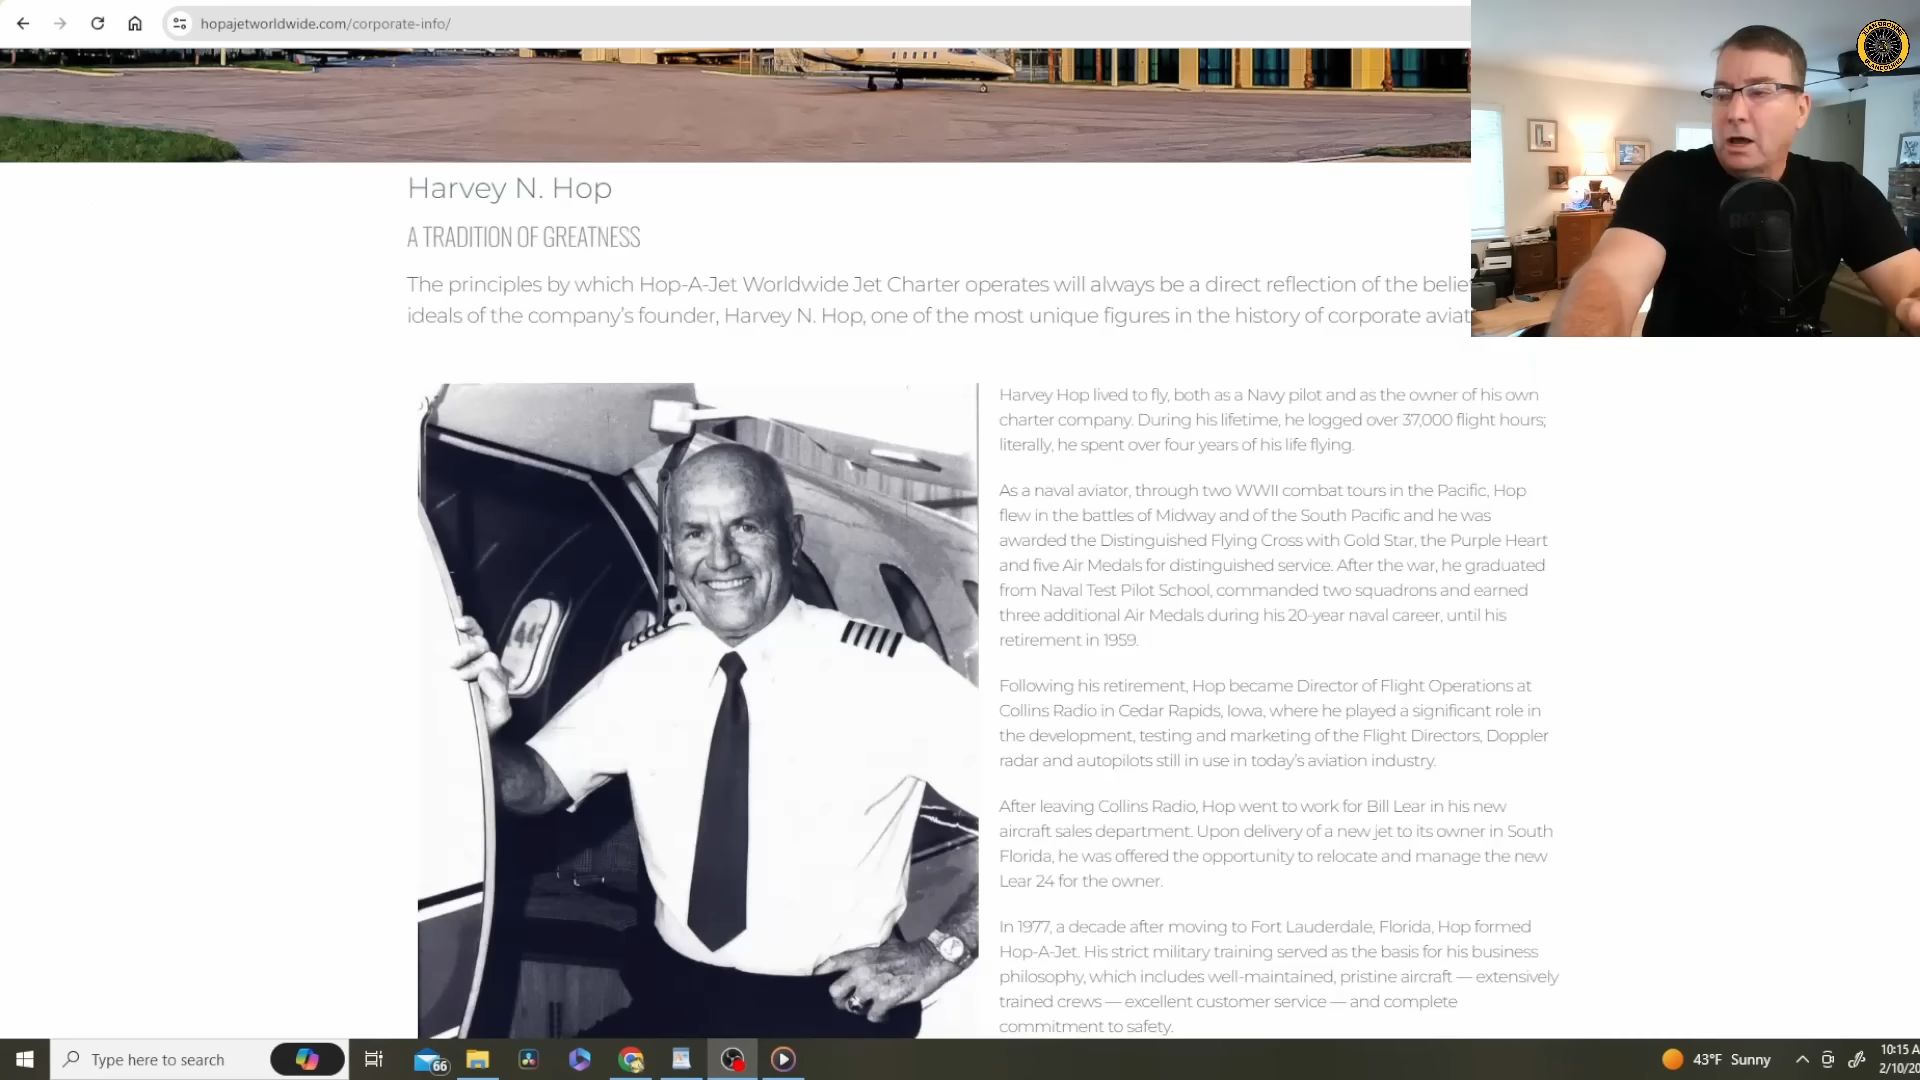 hopajetworldwide.com/corporate-info/
Harvey N. Hop
A TRADITION OF GREATNESS
The principles by which Hop-A-Jet Worldwide Jet Charter operates will always be a direct reflection of the
ideals of the company's founder, Harvey N. Hop, one of the most unique figures in the history of corporate
Harvey Hop lived to fly, both as a Navy pilot and as the owner of his own
charter company. During his lifetime, he logged over 37,000 flight hours;
literally, he spent over four years of his life flying.
As a naval aviator, through two WWII combat tours in the Pacific, Hop
flew in the battles of Midway and of the South Pacific and he was
awarded the Distinguished Flying Cross with Gold Star, the Purple Heart
and five Air Medals for distinguished service. After the war, he graduated
from Naval Test Pilot School, commanded two squadrons and earned
three additional Air Medals during his 20-year naval career, until his
retirement in 1959.
Following his retirement, Hop became Director of Flight Operations at
Collins Radio in Cedar Rapids, Iowa, where he played a significant role in
the development, testing and marketing of the Flight Directors, Doppler
radar and autopilots still in use in today's aviation industry.
After leaving Collins Radio, Hop went to work for Bill Lear in his new
aircraft sales department. Upon delivery of a new jet to its owner in South
Florida, he was offered the opportunity to relocate and manage the new
Lear 24 for the owner.
In 1977, a decade after moving to Fort Lauderdale, Florida, Hop formed
Hop-A-Jet. His strict military training served as the basis for his business
philosophy, which includes well-maintained, pristine aircraft — extensively
trained crews — excellent customer service — and complete
commitment to safety.
Type here to search
66
43°F Sunny
10:15 A
2/10/20